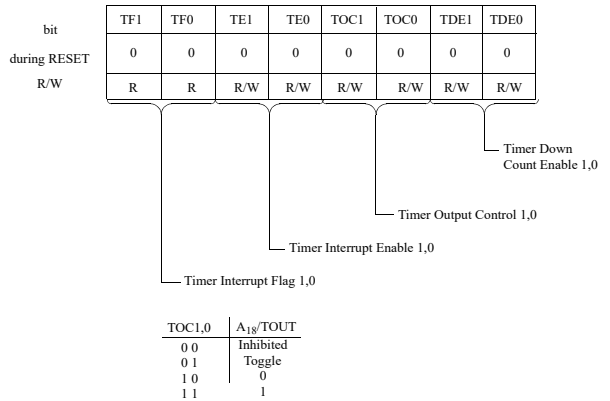 bit TF1 TF0 TE1 TE0 TOC1 TOC0 TDE1 TDE0
during RESET 0 0 0 0 0 0 0 0
R/W R R R/W R/W R/W R/W R/W R/W
Timer Down
Count Enable 1,0
Timer Output Control 1,0
Timer Interrupt Enable 1,0
Timer Interrupt Flag 1,0
TOC1,0 A18/TOUT
0 0 Inhibited
0 1 Toggle
1 0 0
1 1 1